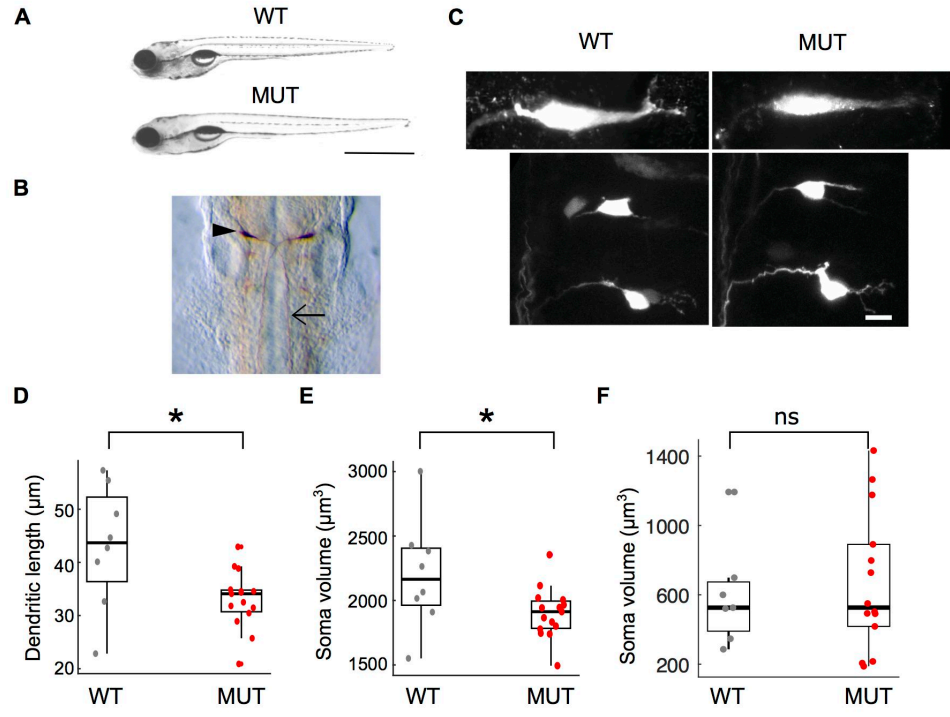 A
WT
MUT
B
C
WT
MUT
D
*
Dendritic length (µm)
50
40
30
20
WT
MUT
E
*
Soma volume (µm³)
3000
2500
2000
1500
WT
MUT
F
ns
Soma volume (µm³)
1400
1000
600
200
WT
MUT